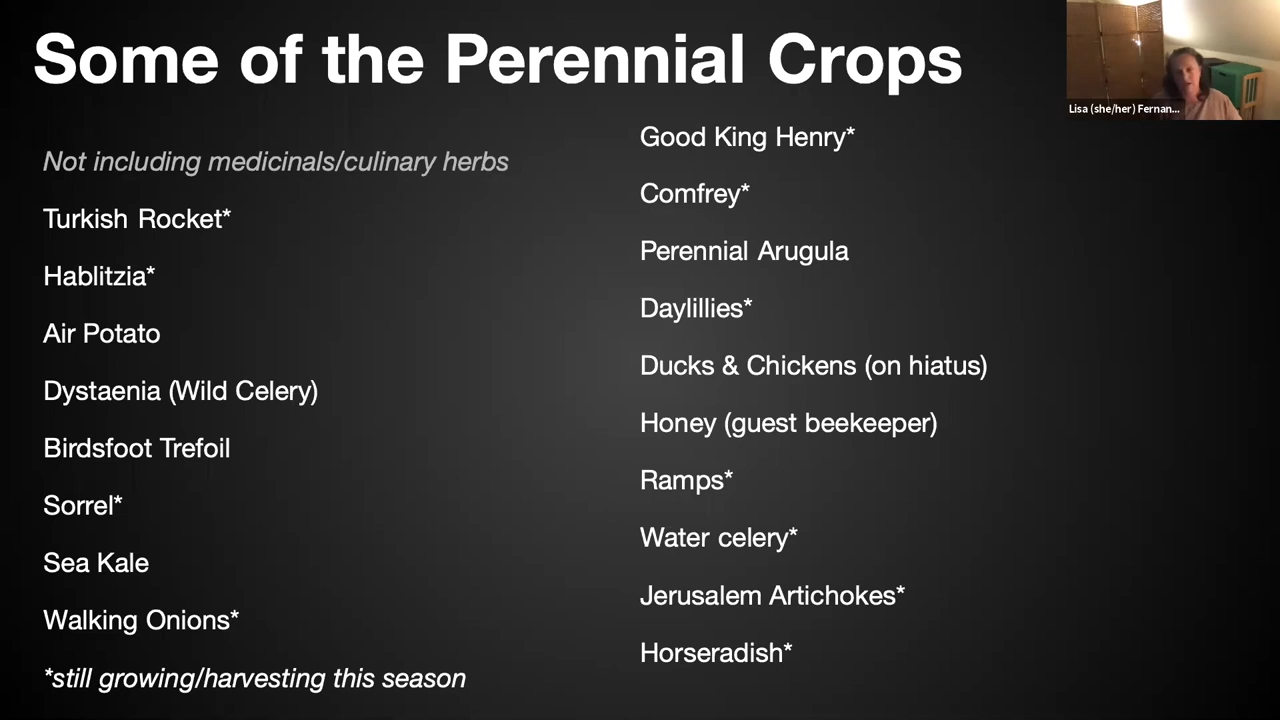 Some of the Perennial Crops
Lisa (she/her) Fernan...
Not including medicinals/culinary herbs
Turkish Rocket*
Hablitzia*
Air Potato
Dystaenia (Wild Celery)
Birdsfoot Trefoil
Sorrel*
Sea Kale
Walking Onions*
*still growing/harvesting this season
Good King Henry*
Comfrey*
Perennial Arugula
Daylillies*
Ducks & Chickens (on hiatus)
Honey (guest beekeeper)
Ramps*
Water celery*
Jerusalem Artichokes*
Horseradish*